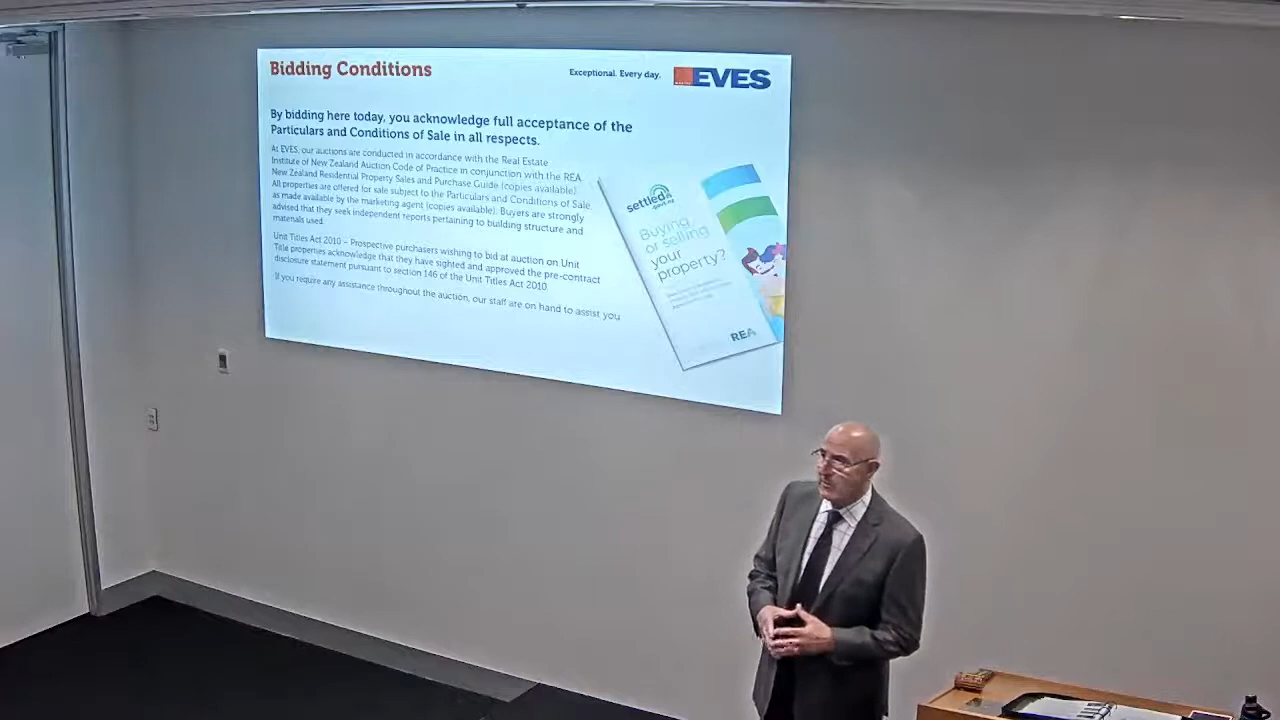 Bidding Conditions
Exceptional. Every day.
EVES
By bidding here today, you acknowledge full acceptance of the
Particulars and Conditions of Sale in all respects.
At EVES, our auctions are conducted in accordance with the Real Estate
Institute of New Zealand Auction Code of Practice in conjunction with the REA
New Zealand Residential Property Sales and Purchase Guide (copies available).
All properties are offered for sale subject to the Particulars and Conditions of Sale,
as made available by the marketing agent (copies available). Buyers are strongly
advised that they seek independent reports pertaining to building structure and
materials used.
Unit Titles Act 2010 – Prospective purchasers wishing to bid at auction on Unit
Title properties acknowledge that they have sighted and approved the pre-contract
disclosure statement pursuant to section 146 of the Unit Titles Act 2010.
If you require any assistance throughout the auction, our staff are on hand to assist you
settled
.govt.nz
Buying
or selling
your
property?
REA